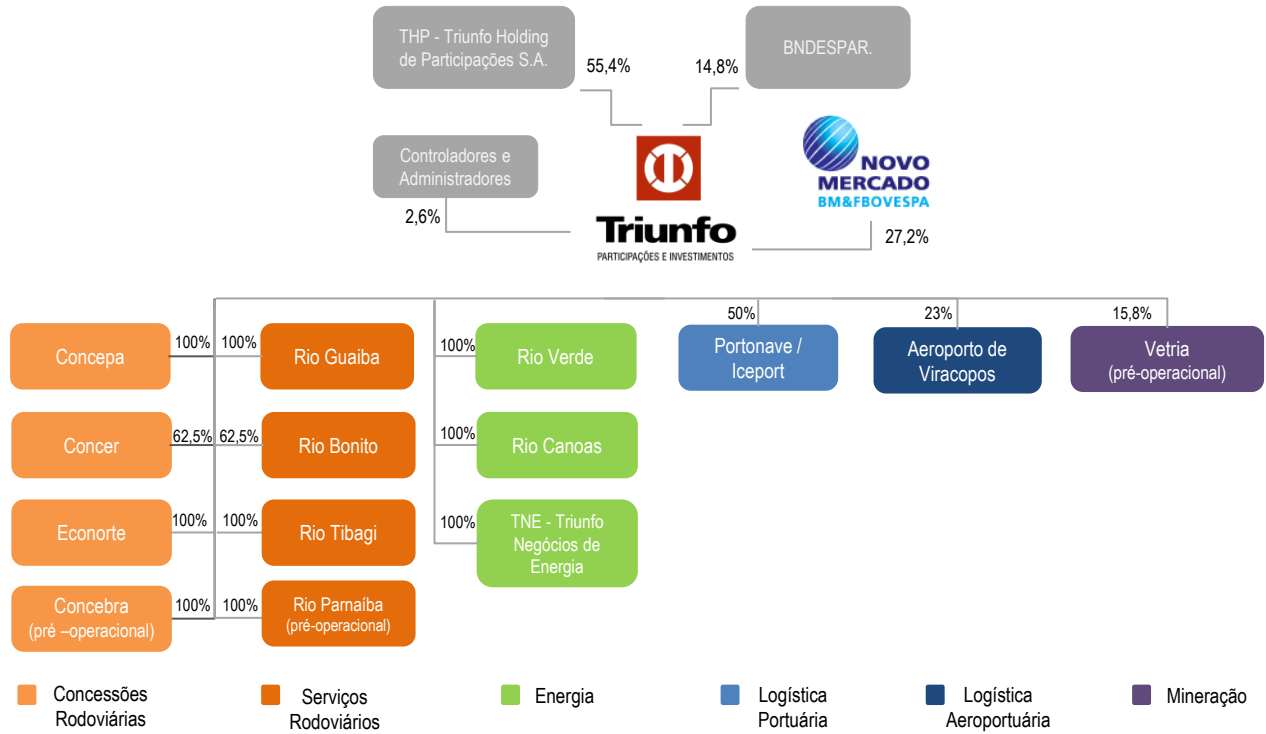 THP - Triunfo Holding
de Participações S.A.
BNDESPAR.
55,4%
14,8%
Controladores e
Administradores
2,6%
Triunfo
PARTICIPAÇÕES E INVESTIMENTOS
NOVO
MERCADO
BM&FBOVESPA
27,2%
50%
23%
15,8%
Concepa
100%
100%
Rio Guaiba
100%
Rio Verde
Portonave /
Iceport
Aeroporto de
Viracopos
Vetria
(pré-operacional)
Concer
62,5%
62,5%
Rio Bonito
100%
Rio Canoas
Econorte
100%
100%
Rio Tibagi
100%
TNE - Triunfo
Negócios de
Energia
Concebra
(pré –operacional)
100%
100%
Rio Parnaíba
(pré-operacional)
Concessões
Rodoviárias
Serviços
Rodoviários
Energia
Logística
Portuária
Logística
Aeroportuária
Mineração